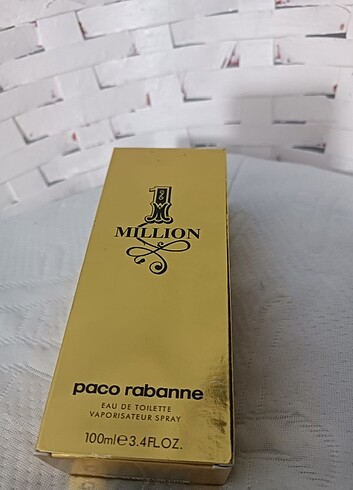 1
MILLION
paco rabanne
EAU DE TOILETTE
VAPORISATEUR SPRAY
100ml℮3.4FL.OZ.